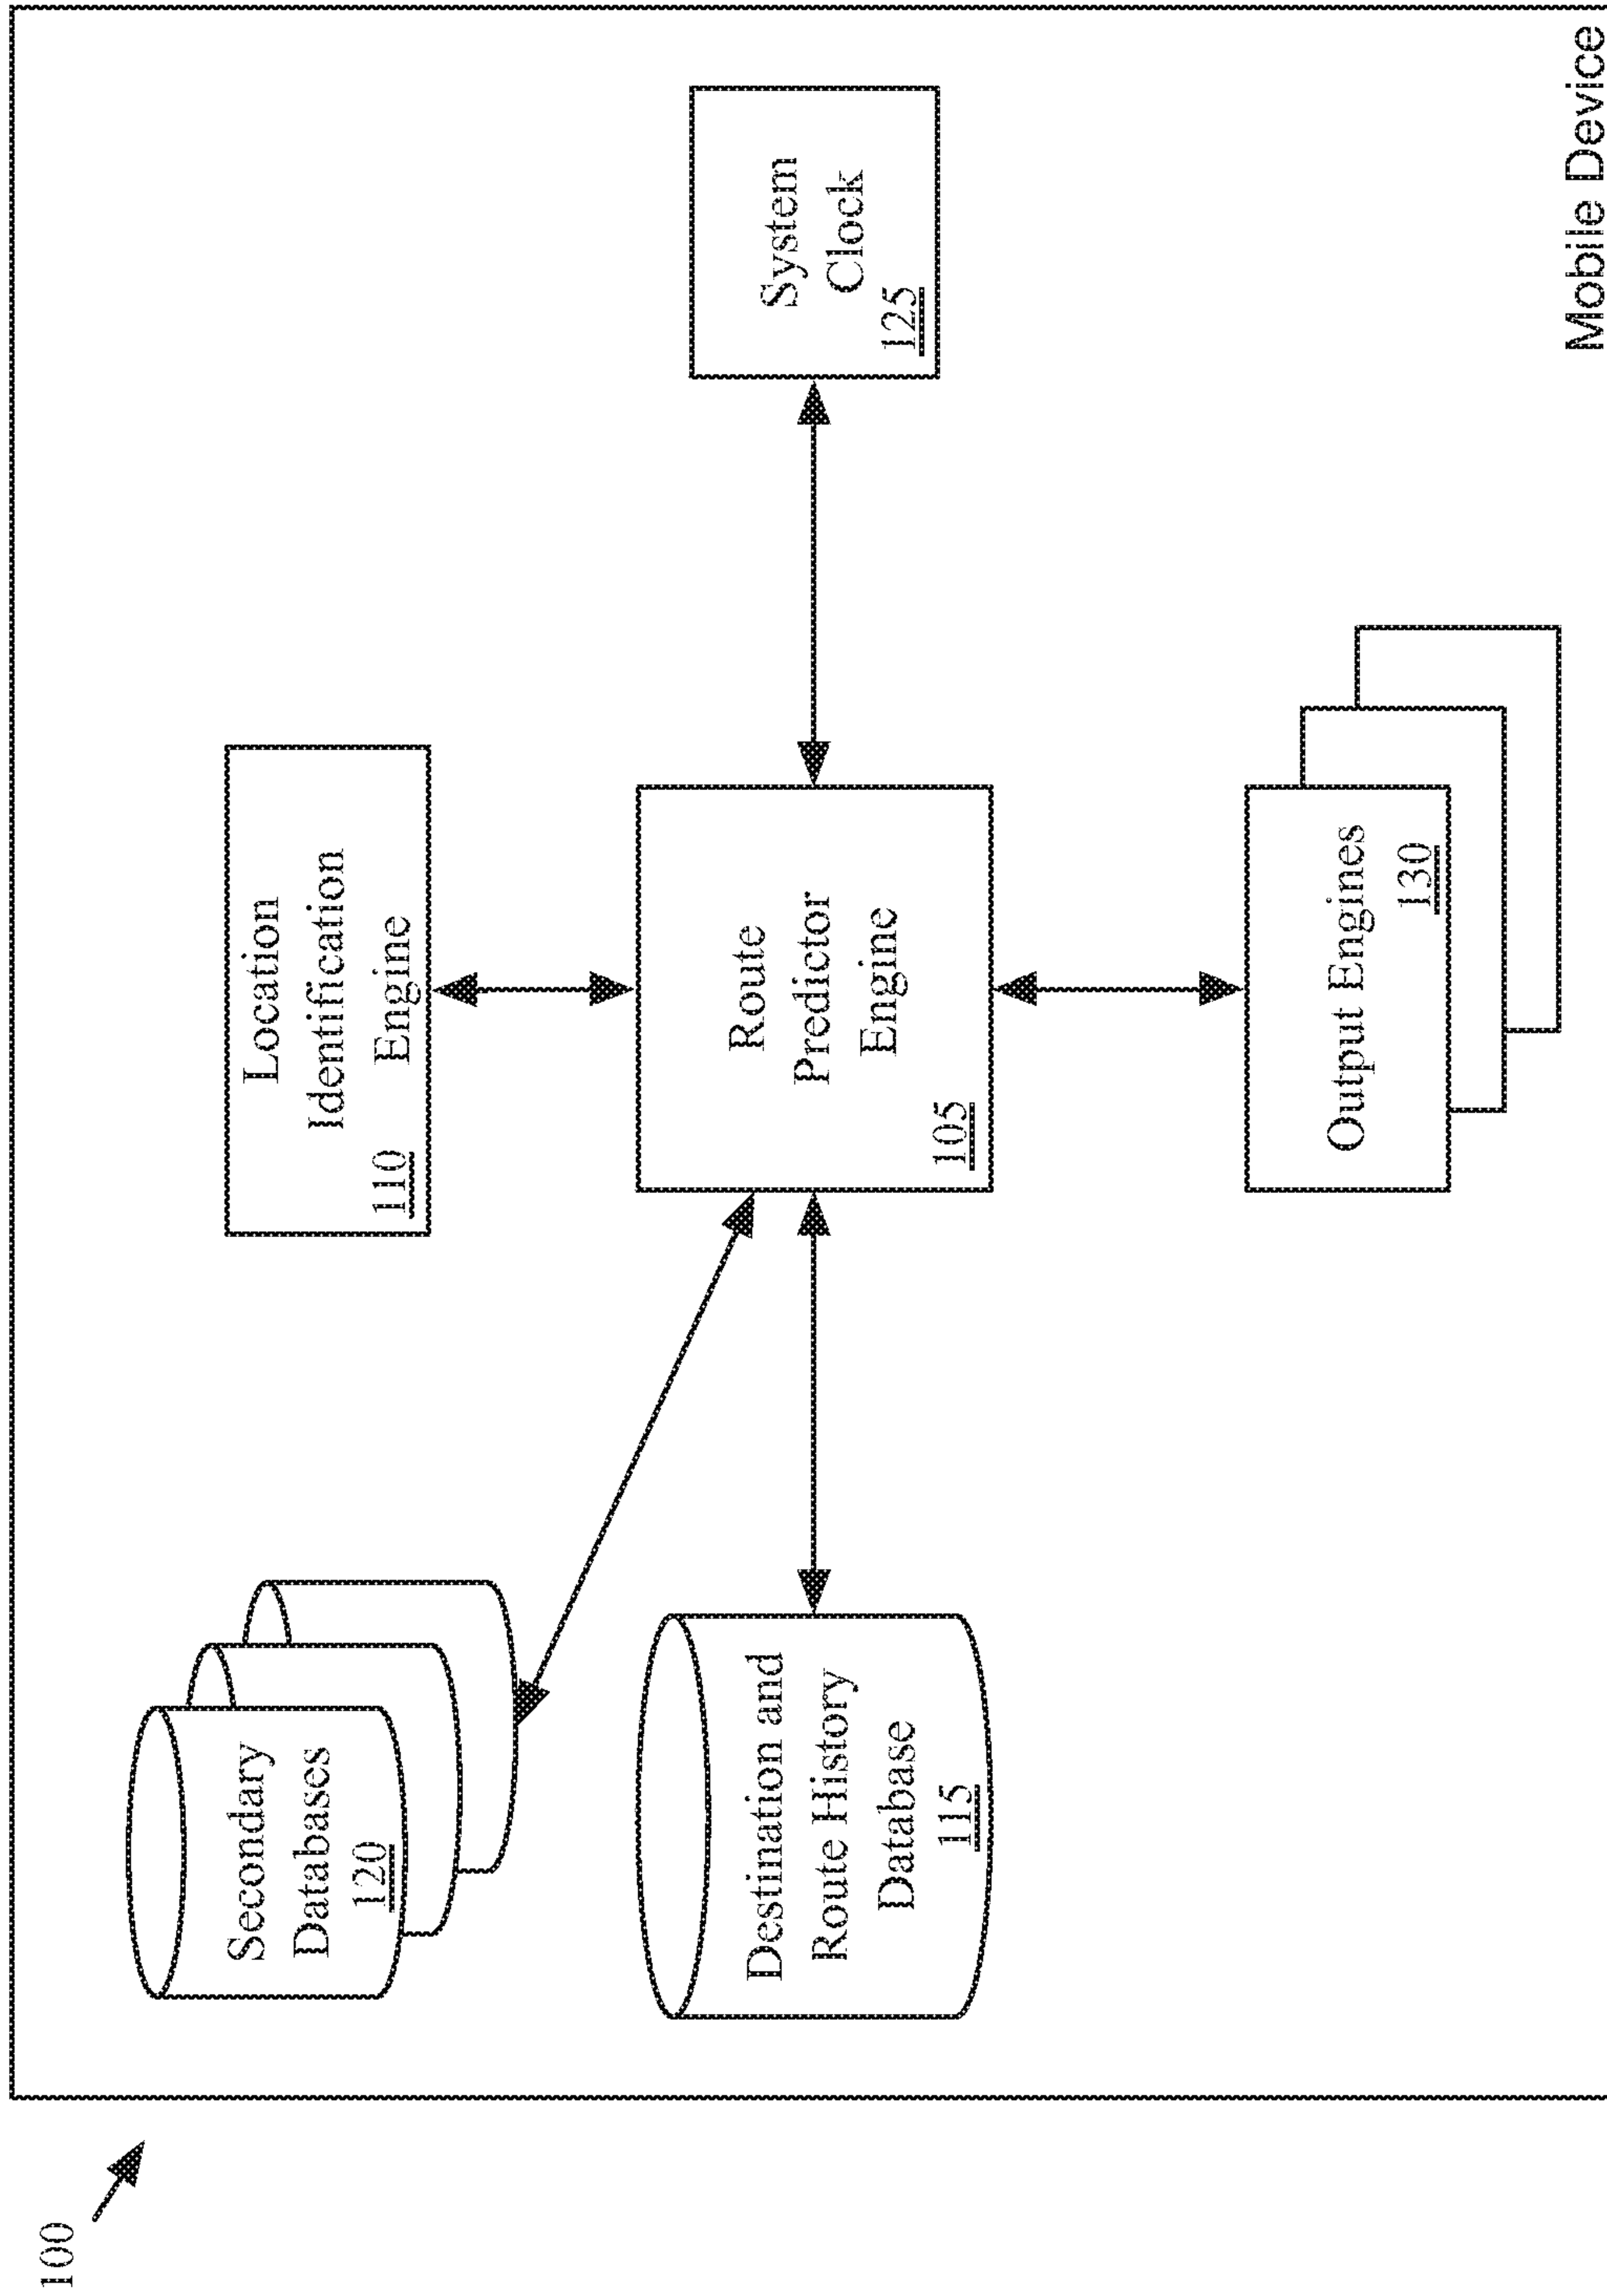 100
Secondary
Databases
120
Location
Identification
Engine
110
Destination and
Route History
Database
115
Route
Predictor
Engine
105
System
Clock
125
Output Engines
130
Mobile Device